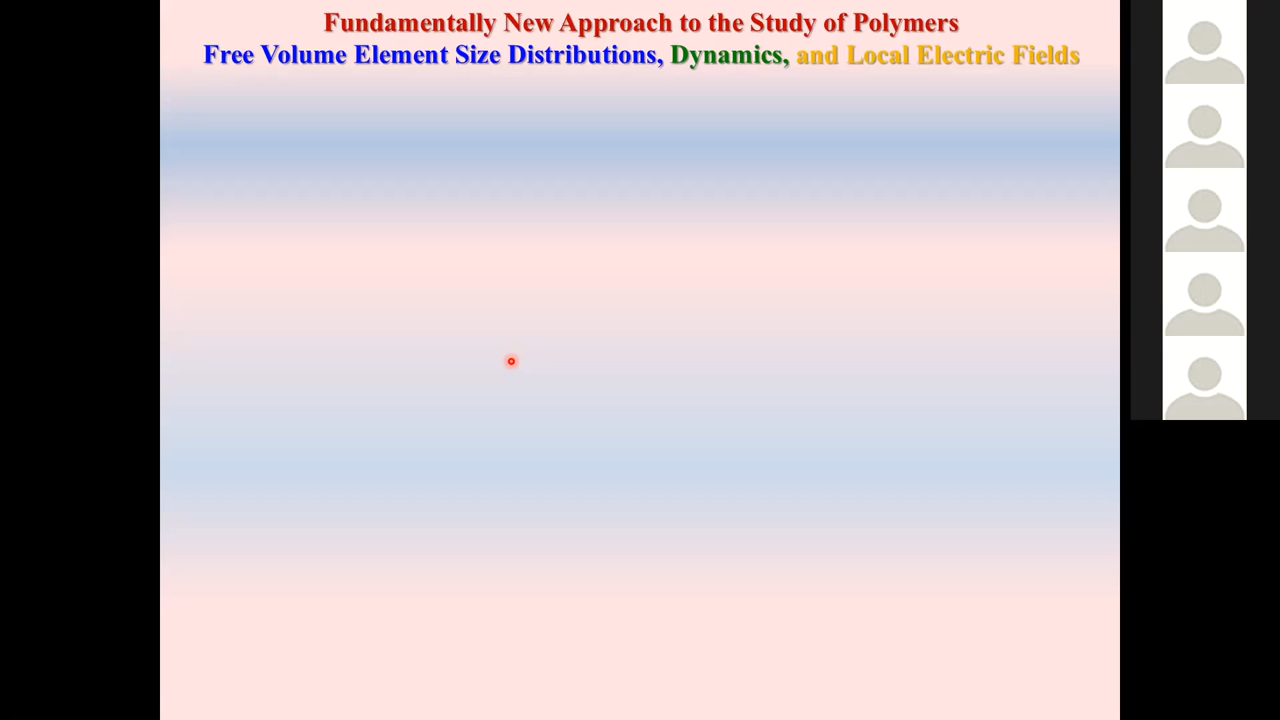 Fundamentally New Approach to the Study of Polymers
Free Volume Element Size Distributions, Dynamics, and Local Electric Fields